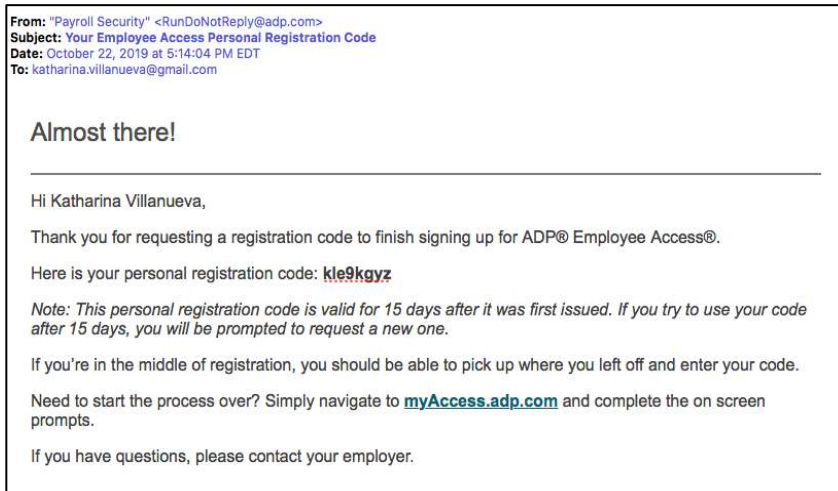 From: "Payroll Security" <RunDoNotReply@adp.com>
Subject: Your Employee Access Personal Registration Code
Date: October 22, 2019 at 5:14:04 PM EDT
To: katharina.villanueva@gmail.com
Almost there!
Hi Katharina Villanueva,
Thank you for requesting a registration code to finish signing up for ADP® Employee Access®.
Here is your personal registration code: kle9kgyz
Note: This personal registration code is valid for 15 days after it was first issued. If you try to use your code
after 15 days, you will be prompted to request a new one.
If you're in the middle of registration, you should be able to pick up where you left off and enter your code.
Need to start the process over? Simply navigate to myAccess.adp.com and complete the on screen
prompts.
If you have questions, please contact your employer.